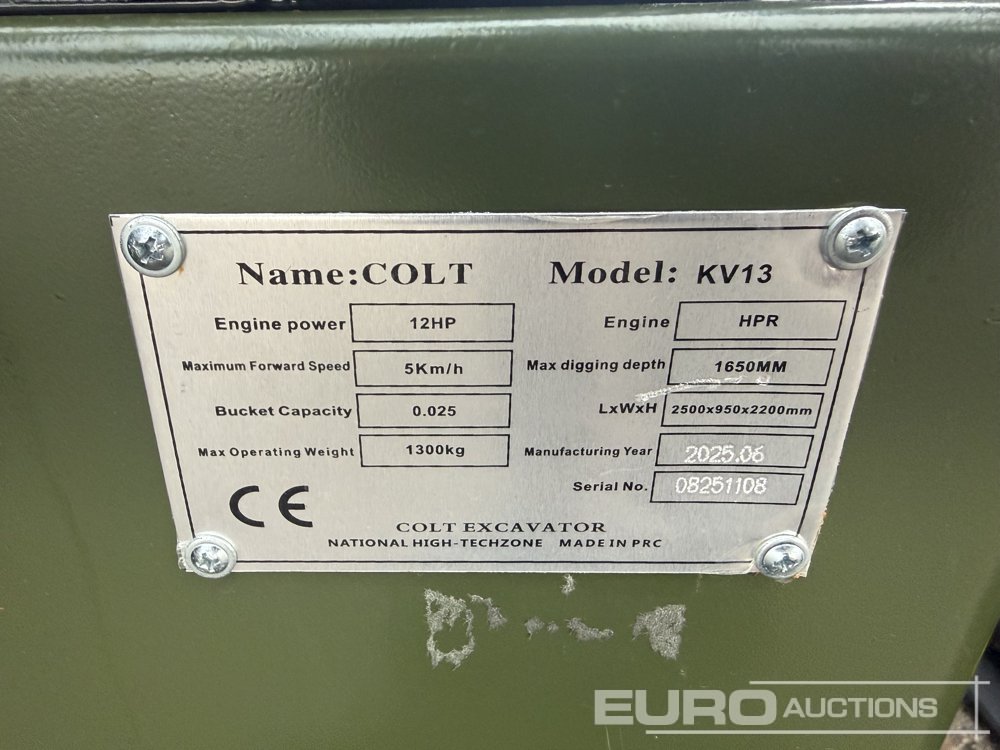 Name:COLT Model: KV13
Engine power 12HP Engine HPR
Maximum Forward Speed 5Km/h Max digging depth 1650MM
Bucket Capacity 0.025 LxWxH 2500x950x2200mm
Max Operating Weight 1300kg Manufacturing Year 2025.06
Serial No. 08251108
CE
COLT EXCAVATOR
NATIONAL HIGH-TECHZONE MADE IN PRC
EURO AUCTIONS